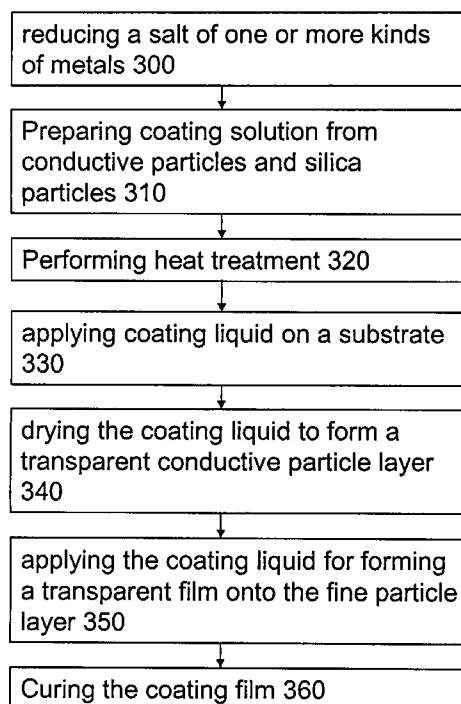 reducing a salt of one or more kinds
of metals 300
Preparing coating solution from
conductive particles and silica
particles 310
Performing heat treatment 320
applying coating liquid on a substrate
330
drying the coating liquid to form a
transparent conductive particle layer
340
applying the coating liquid for forming
a transparent film onto the fine particle
layer 350
Curing the coating film 360